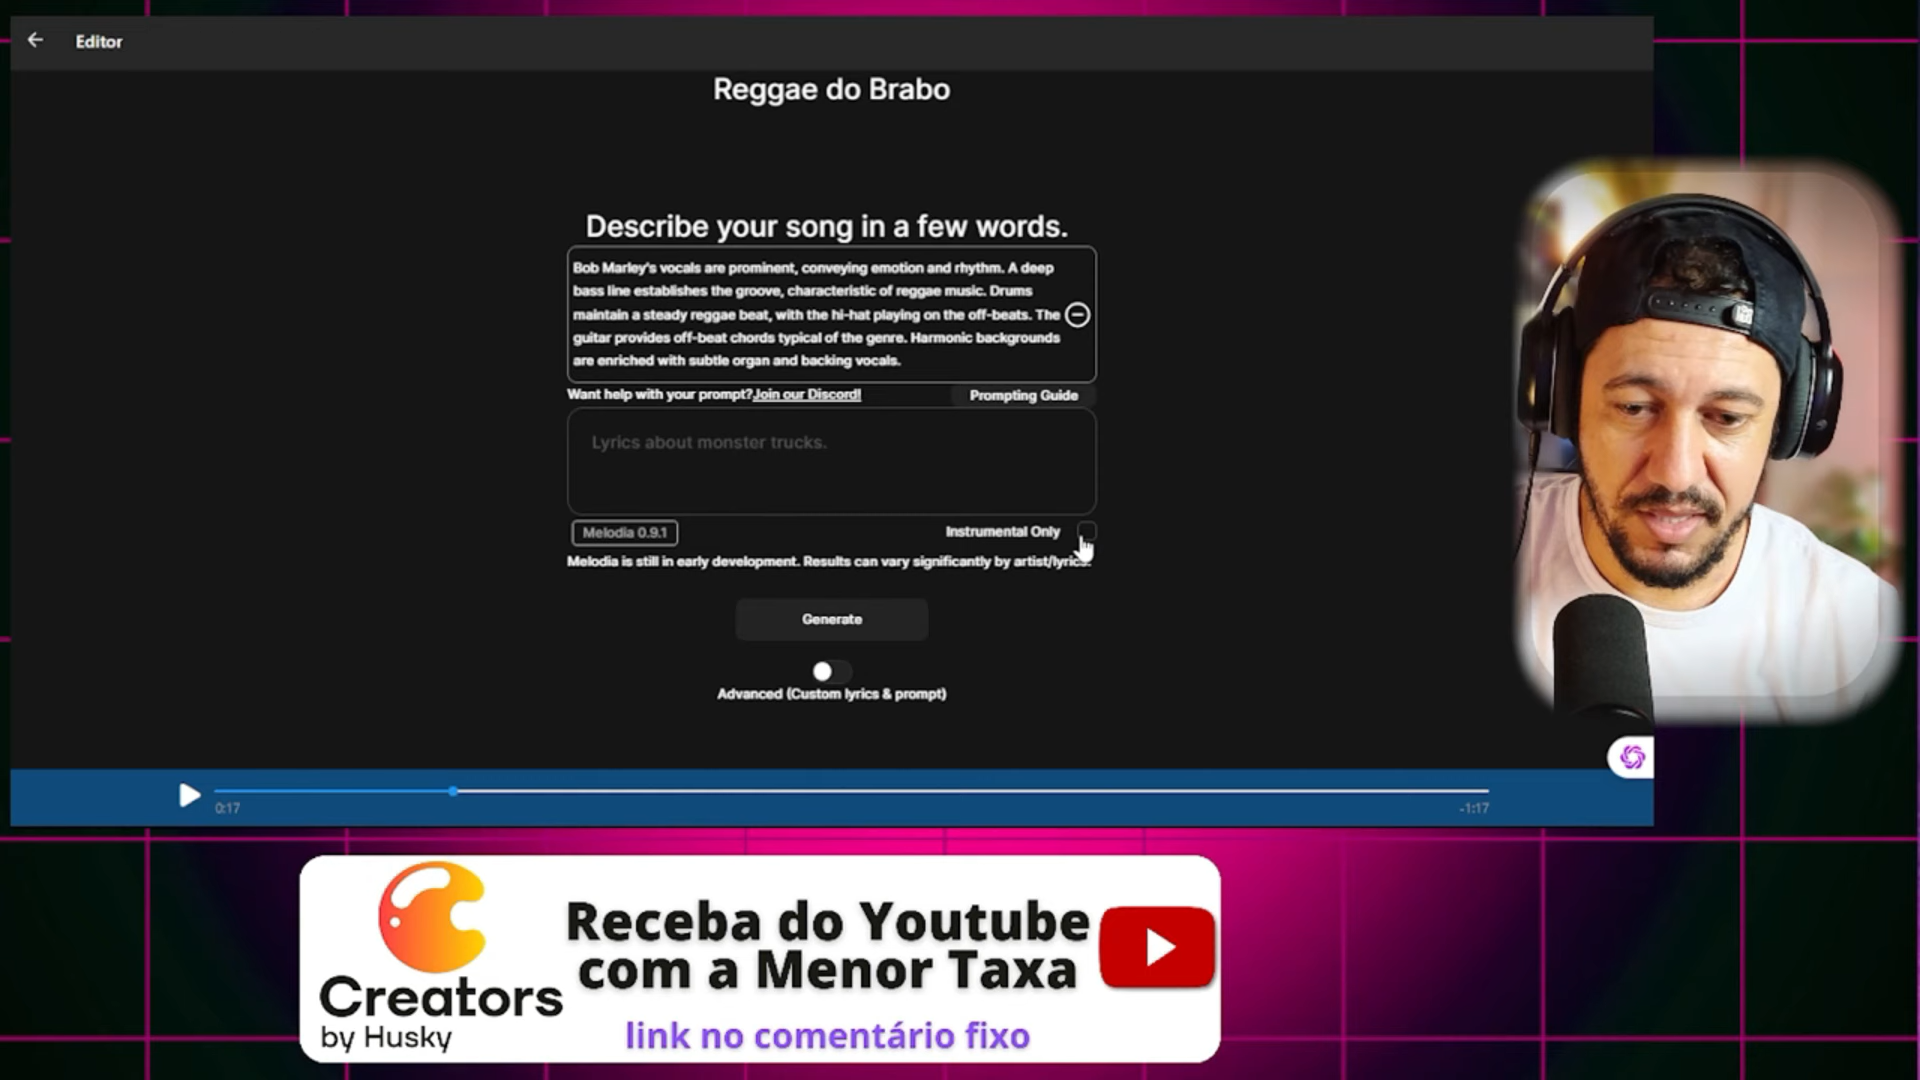 Editor
Reggae do Brabo
Describe your song in a few words.
Bob Marley's vocals are prominent, conveying emotion and rhythm. A deep
bass line establishes the groove, characteristic of reggae music. Drums
maintain a steady reggae beat, with the hi-hat playing on the off-beats. The
guitar provides off-beat chords typical of the genre. Harmonic backgrounds
are enriched with subtle organ and backing vocals.
Want help with your prompt?Join our Discord!
Prompting Guide
Lyrics about monster trucks.
Melodia 0.9.1
Instrumental Only
Melodia is still in early development. Results can vary significantly by artist/lyrics.
Generate
Advanced (Custom lyrics & prompt)
0:17
-1:17
Creators
by Husky
Receba do Youtube
com a Menor Taxa
link no comentário fixo